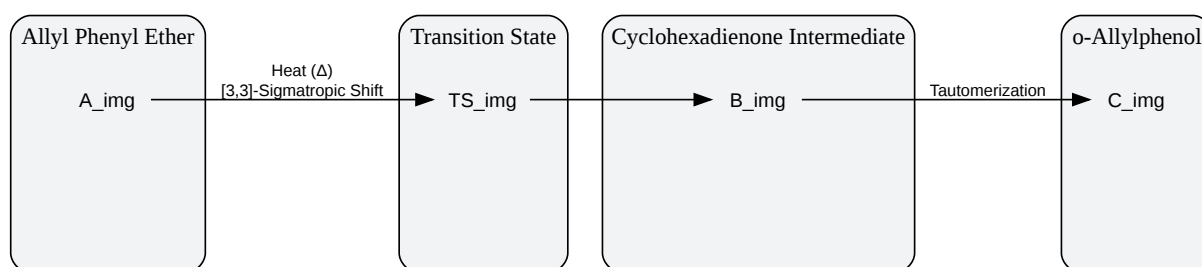 Allyl Phenyl Ether
Transition State
Cyclohexadienone Intermediate
o-Allylphenol
A_img
Heat (Δ)
[3,3]-Sigmatropic Shift
TS_img
B_img
Tautomerization
C_img